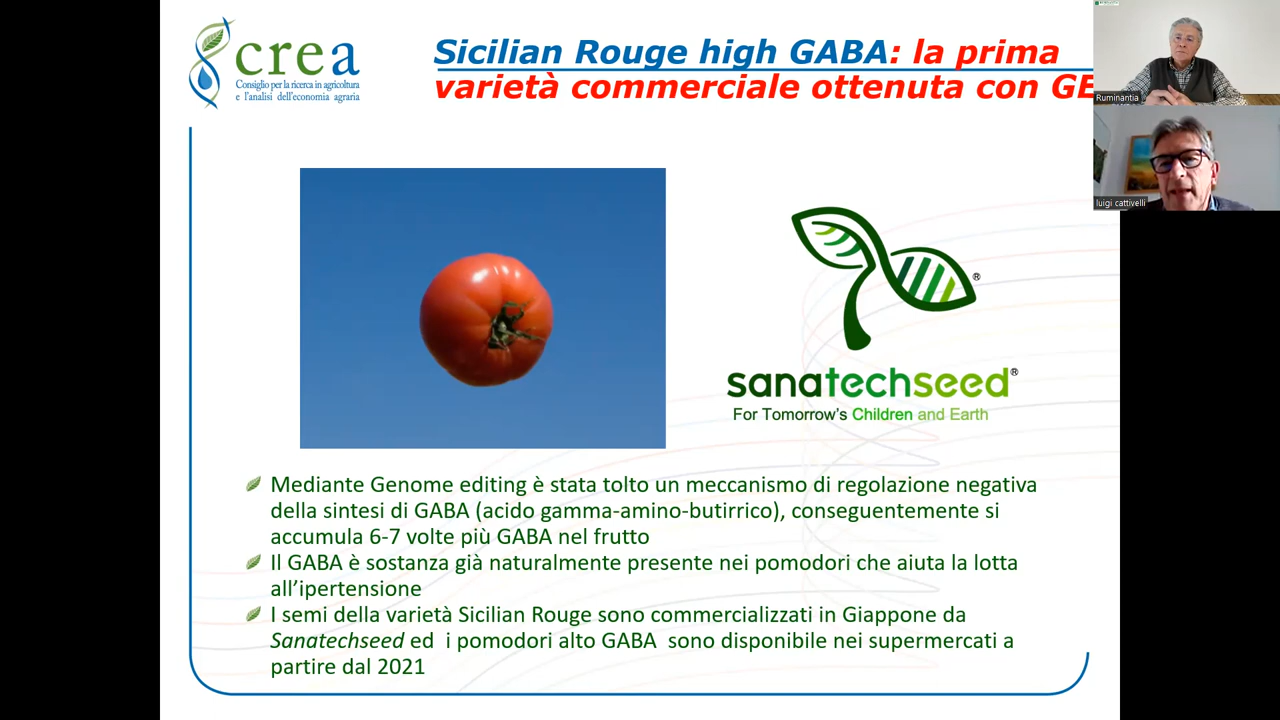 crea
Consiglio per la ricerca in agricoltura
e l'analisi dell'economia agraria
Sicilian Rouge high GABA: la prima
varietà commerciale ottenuta con GE
Ruminantia
luigi cattivelli
®
sanatechseed®
For Tomorrow's Children and Earth
Mediante Genome editing è stata tolto un meccanismo di regolazione negativa
della sintesi di GABA (acido gamma-amino-butirrico), conseguentemente si
accumula 6-7 volte più GABA nel frutto
Il GABA è sostanza già naturalmente presente nei pomodori che aiuta la lotta
all'ipertensione
I semi della varietà Sicilian Rouge sono commercializzati in Giappone da
Sanatechseed ed i pomodori alto GABA sono disponibile nei supermercati a
partire dal 2021